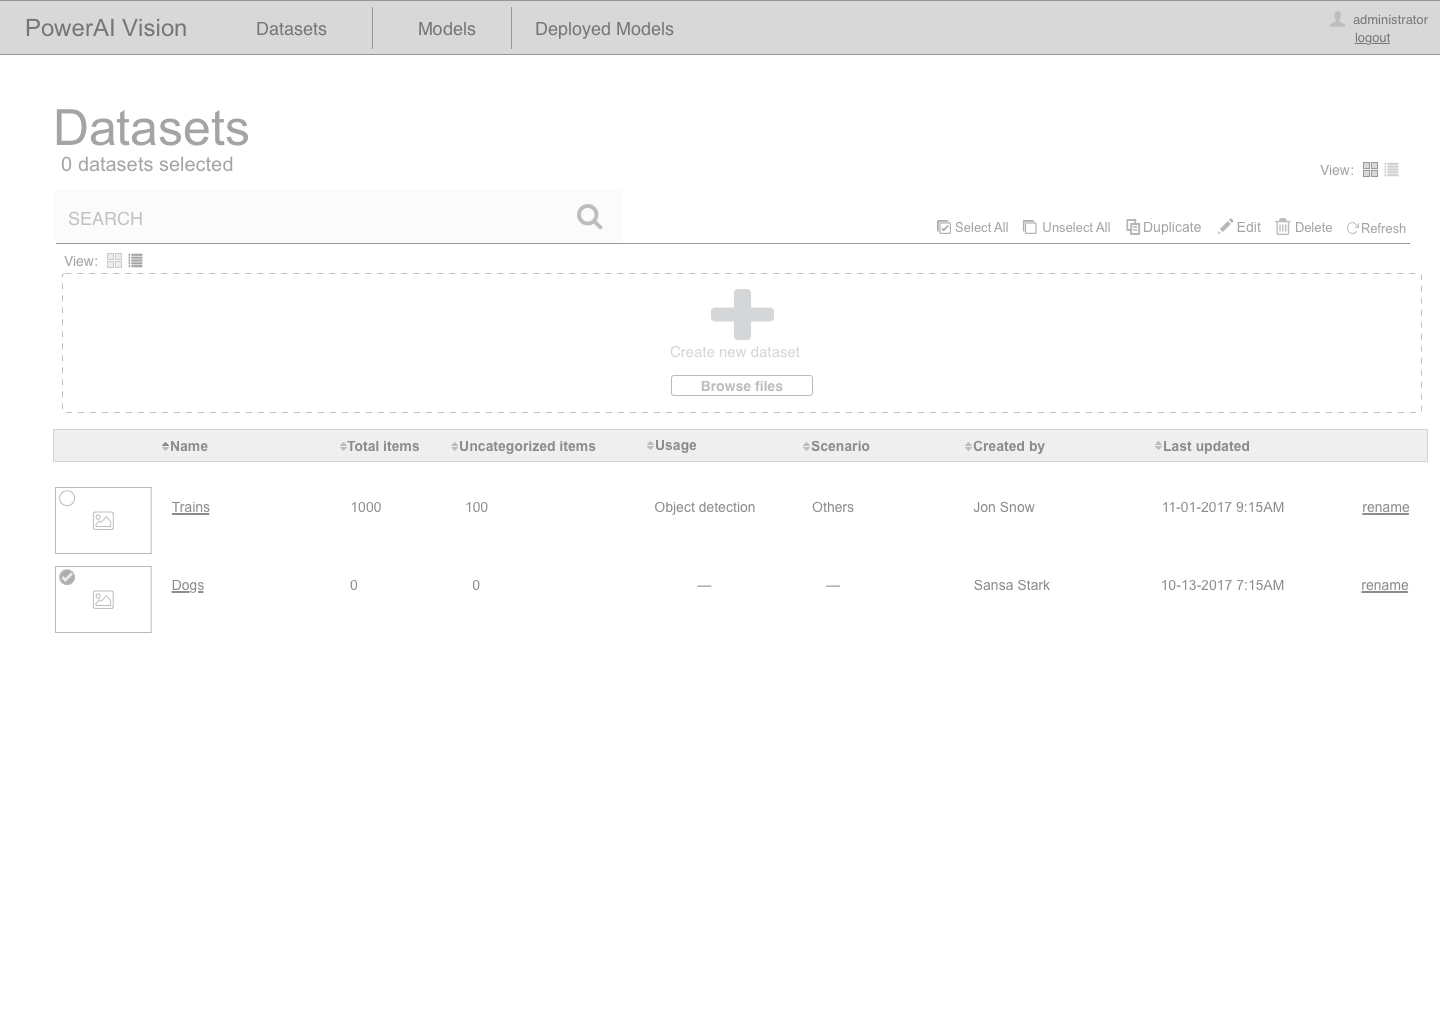 PowerAI Vision Datasets Models Deployed Models administrator
logout
Datasets
0 datasets selected
View:
SEARCH
Select All Unselect All Duplicate Edit Delete Refresh
View:
Create new dataset
Browse files
Name Total items Uncategorized items Usage Scenario Created by Last updated
Trains 1000 100 Object detection Others Jon Snow 11-01-2017 9:15AM rename
Dogs 0 0 — — Sansa Stark 10-13-2017 7:15AM rename